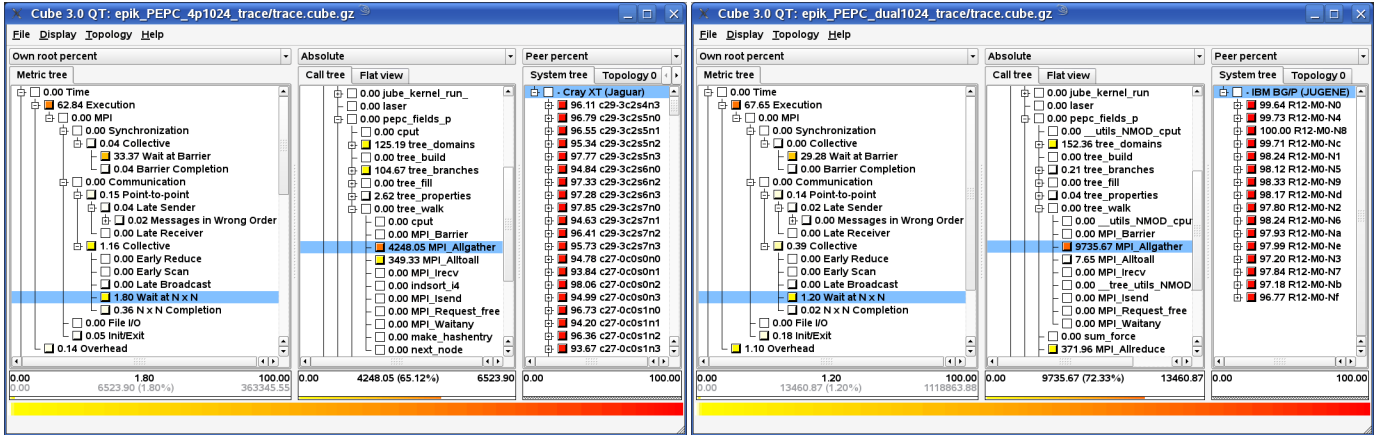 Cube 3.0 QT: epik_PEPC_4p1024_trace/trace.cube.gz
File Display Topology Help
Own root percent
Absolute
Peer percent
Metric tree
Call tree Flat view
System tree Topology 0
0.00 Time
62.84 Execution
0.00 MPI
0.00 Synchronization
0.04 Collective
33.37 Wait at Barrier
0.04 Barrier Completion
0.00 Communication
0.15 Point-to-point
0.04 Late Sender
0.02 Messages in Wrong Order
0.00 Late Receiver
1.16 Collective
0.00 Early Reduce
0.00 Early Scan
0.00 Late Broadcast
1.80 Wait at N x N
0.36 N x N Completion
0.00 File I/O
0.05 Init/Exit
0.14 Overhead
0.00 jube_kernel_run_
0.00 laser
0.00 pepc_fields_p
0.00 cput
125.19 tree_domains
0.00 tree_build
104.67 tree_branches
0.00 tree_fill
2.62 tree_properties
0.00 tree_walk
0.00 cput
0.00 MPI_Barrier
4248.05 MPI_Allgather
349.33 MPI_Alltoall
0.00 MPI_Irecv
0.00 indsort_i4
0.00 MPI_Isend
0.00 MPI_Request_free
0.00 MPI_Waitany
0.00 make_hashentry
0.00 next_node
- Cray XT (Jaguar)
96.11 c29-3c2s4n3
96.79 c29-3c2s5n0
96.55 c29-3c2s5n1
95.34 c29-3c2s5n2
97.77 c29-3c2s5n3
94.84 c29-3c2s6n0
97.33 c29-3c2s6n2
97.28 c29-3c2s6n3
97.85 c29-3c2s7n0
94.63 c29-3c2s7n1
96.41 c29-3c2s7n2
95.73 c29-3c2s7n3
94.78 c27-0c0s0n0
93.84 c27-0c0s0n1
98.06 c27-0c0s0n2
94.99 c27-0c0s0n3
96.73 c27-0c0s1n0
94.20 c27-0c0s1n1
96.36 c27-0c0s1n2
93.67 c27-0c0s1n3
0.00 1.80 100.00
0.00 6523.90 (1.80%) 363345.55
0.00 4248.05 (65.12%) 6523.90
0.00 100.00
Cube 3.0 QT: epik_PEPC_dual1024_trace/trace.cube.gz
File Display Topology Help
Own root percent
Absolute
Peer percent
Metric tree
Call tree Flat view
System tree Topology 0
0.00 Time
67.65 Execution
0.00 MPI
0.00 Synchronization
0.00 Collective
29.28 Wait at Barrier
0.00 Barrier Completion
0.00 Communication
0.14 Point-to-point
0.02 Late Sender
0.00 Messages in Wrong Order
0.00 Late Receiver
0.39 Collective
0.00 Early Reduce
0.00 Early Scan
0.00 Late Broadcast
1.20 Wait at N x N
0.02 N x N Completion
0.00 File I/O
0.18 Init/Exit
1.10 Overhead
0.00 jube_kernel_run
0.00 laser
0.00 pepc_fields_p
0.00 __utils_NMOD_cput
152.36 tree_domains
0.00 tree_build
0.21 tree_branches
0.00 tree_fill
0.04 tree_properties
0.00 tree_walk
0.00 __utils_NMOD_cpu
0.00 MPI_Barrier
9735.67 MPI_Allgather
7.65 MPI_Alltoall
0.00 MPI_Irecv
0.00 __tree_utils_NMOD
0.00 MPI_Isend
0.00 MPI_Request_free
0.00 MPI_Waitany
0.00 sum_force
371.96 MPI_Allreduce
- IBM BG/P (JUGENE)
99.64 R12-M0-N0
99.73 R12-M0-N4
100.00 R12-M0-N8
99.71 R12-M0-Nc
98.24 R12-M0-N1
98.12 R12-M0-N5
98.33 R12-M0-N9
98.17 R12-M0-Nd
97.80 R12-M0-N2
98.24 R12-M0-N6
97.93 R12-M0-Na
97.99 R12-M0-Ne
97.20 R12-M0-N3
97.84 R12-M0-N7
97.18 R12-M0-Nb
96.77 R12-M0-Nf
0.00 1.20 100.00
0.00 13460.87 (1.20%) 1118863.88
0.00 9735.67 (72.33%) 13460.87
0.00 100.00